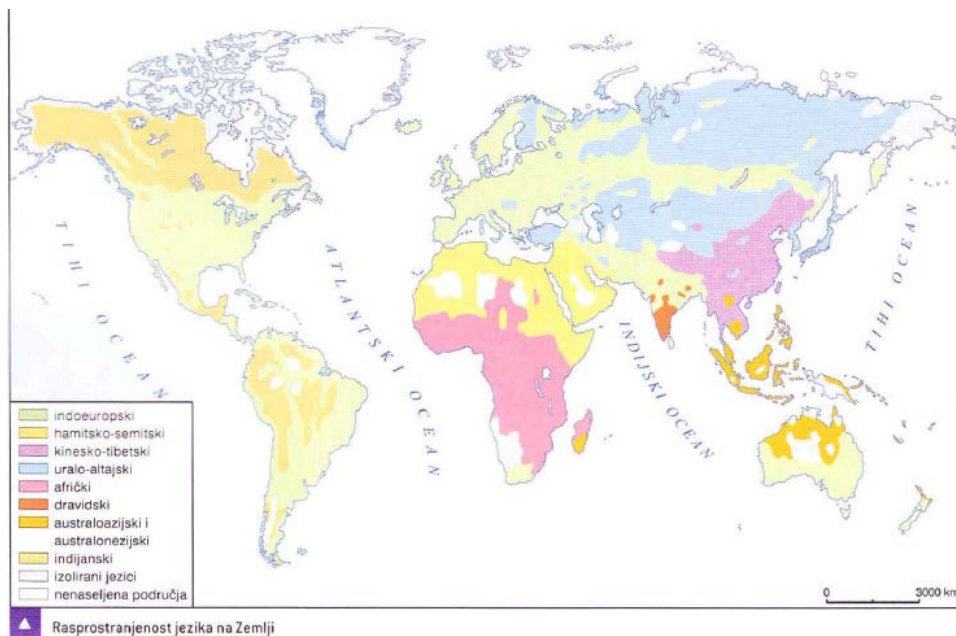 TIHI OCEAN
ATLANTSKI OCEAN
INDIJSKI OCEAN
TIHI OCEAN
indoeuropski
hamitsko-semitski
kinesko-tibetski
uralo-altajski
afrički
dravidski
australoazijski i
australonezijski
indijanski
izolirani jezici
nenaseljena područja
0 3000 km
Rasprostranjenost jezika na Zemlji